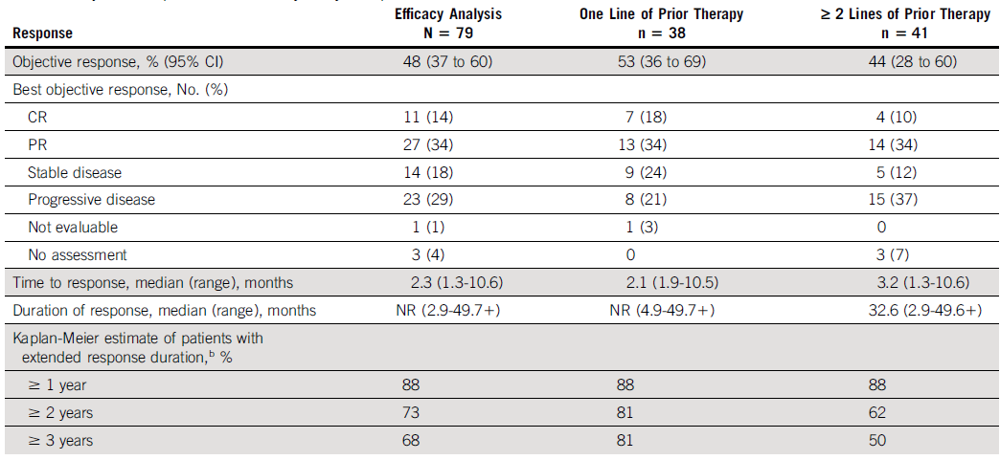 Efficacy Analysis One Line of Prior Therapy ≥ 2 Lines of Prior Therapy
Response N = 79 n = 38 n = 41
Objective response, % (95% CI) 48 (37 to 60) 53 (36 to 69) 44 (28 to 60)
Best objective response, No. (%)
CR 11 (14) 7 (18) 4 (10)
PR 27 (34) 13 (34) 14 (34)
Stable disease 14 (18) 9 (24) 5 (12)
Progressive disease 23 (29) 8 (21) 15 (37)
Not evaluable 1 (1) 1 (3) 0
No assessment 3 (4) 0 3 (7)
Time to response, median (range), months 2.3 (1.3-10.6) 2.1 (1.9-10.5) 3.2 (1.3-10.6)
Duration of response, median (range), months NR (2.9-49.7+) NR (4.9-49.7+) 32.6 (2.9-49.6+)
Kaplan-Meier estimate of patients with
extended response duration,ᵇ %
≥ 1 year 88 88 88
≥ 2 years 73 81 62
≥ 3 years 68 81 50